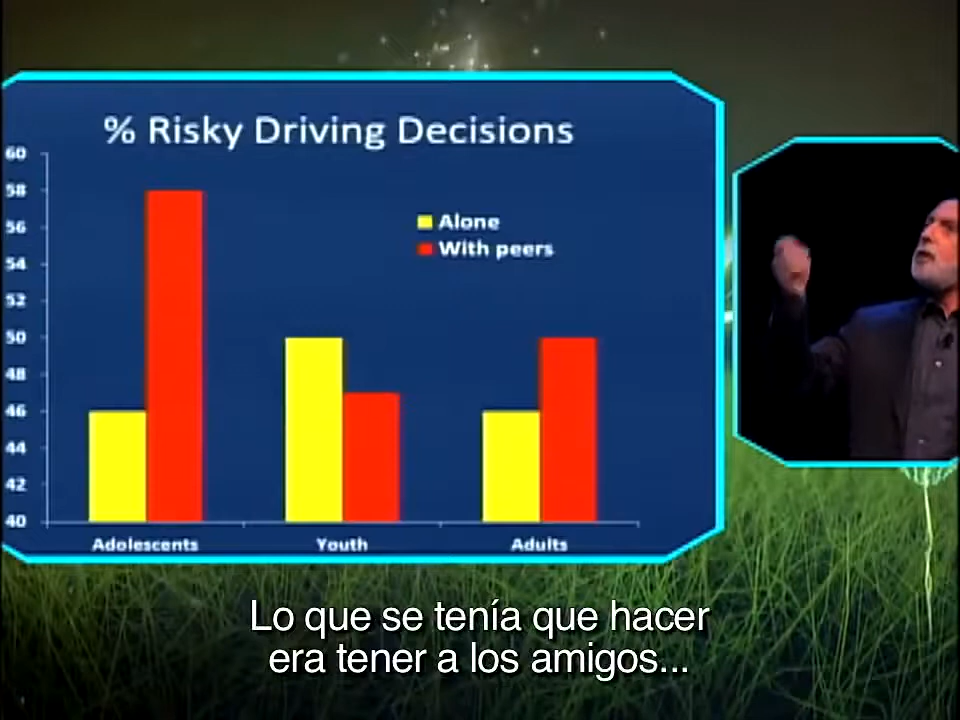 % Risky Driving Decisions
60
58
56
54
52
50
48
46
44
42
40
Alone
With peers
Adolescents Youth Adults
Lo que se tenía que hacer
era tener a los amigos...